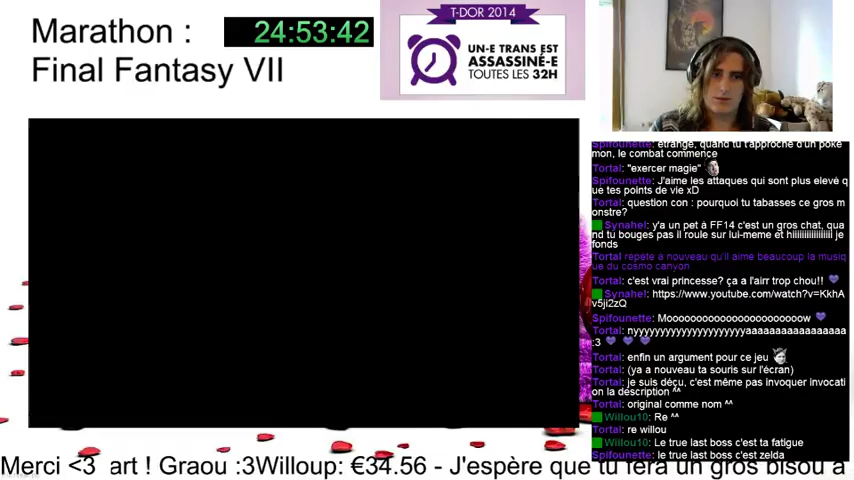 Marathon :
24:53:42
Final Fantasy VII
T-DOR 2014
UN-E TRANS EST
ASSASSINÉ-E
TOUTES LES 32H
Spifounette: étrange, quand tu t'approche d'un poké
mon, le combat commence
Tortal: "exercer magie"
Spifounette: J'aime les attaques qui sont plus elevé q
ue tes points de vie xD
Tortal: question con : pourquoi tu tabasses ce gros m
onstre?
Synahel: y'a un pet à FF14 c'est un gros chat, qua
nd tu bouges pas il roule sur lui-meme et hiiiiiiiiiiiiiiiii je
fonds
Tortal répète à nouveau qu'il aime beaucoup la musiq
ue du cosmo canyon
Tortal: c'est vrai princesse? ça a l'airr trop chou!!
Synahel: https://www.youtube.com/watch?v=KkhA
v5ji2zQ
Spifounette: Moooooooooooooooooooooooow
Tortal: nyyyyyyyyyyyyyyyyyyyyyaaaaaaaaaaaaaaaaa
:3
Tortal: enfin un argument pour ce jeu
Tortal: (ya a nouveau ta souris sur l'écran)
Tortal: je suis déçu, c'est même pas invoquer invocati
on la déscription ^^
Tortal: original comme nom ^^
Willou10: Re ^^
Tortal: re willou
Willou10: Le true last boss c'est ta fatigue
Spifounette: le true last boss c'est zelda
Merci <3 art ! Graou :3Willoup: €34.56 - J'espère que tu fera un gros bisou a